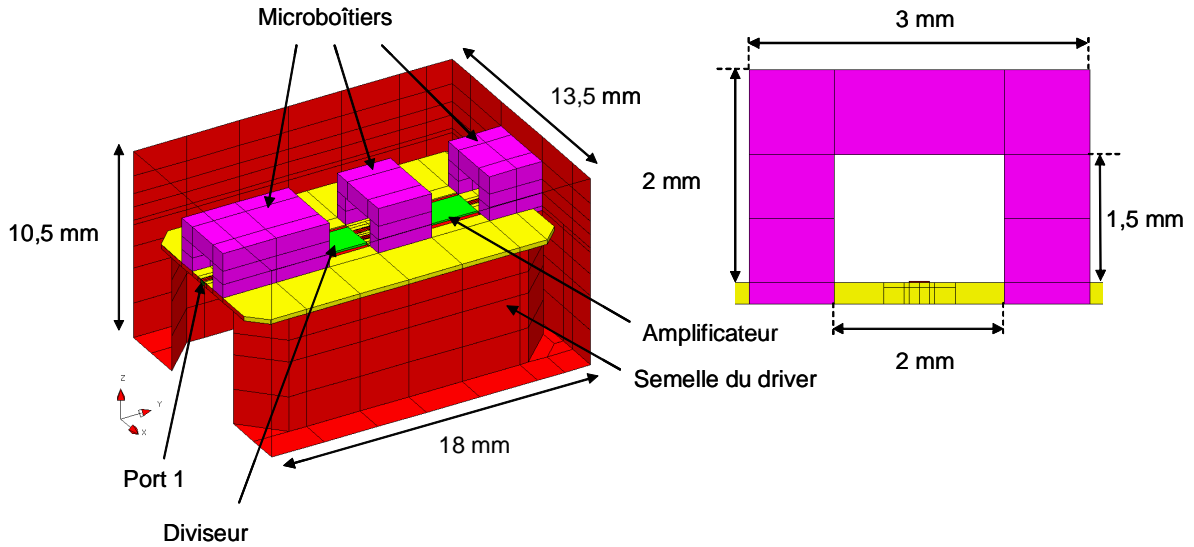 Microboîtiers
3 mm
13,5 mm
2 mm
1,5 mm
10,5 mm
Amplificateur
2 mm
Semelle du driver
Z
Y
X
18 mm
Port 1
Diviseur